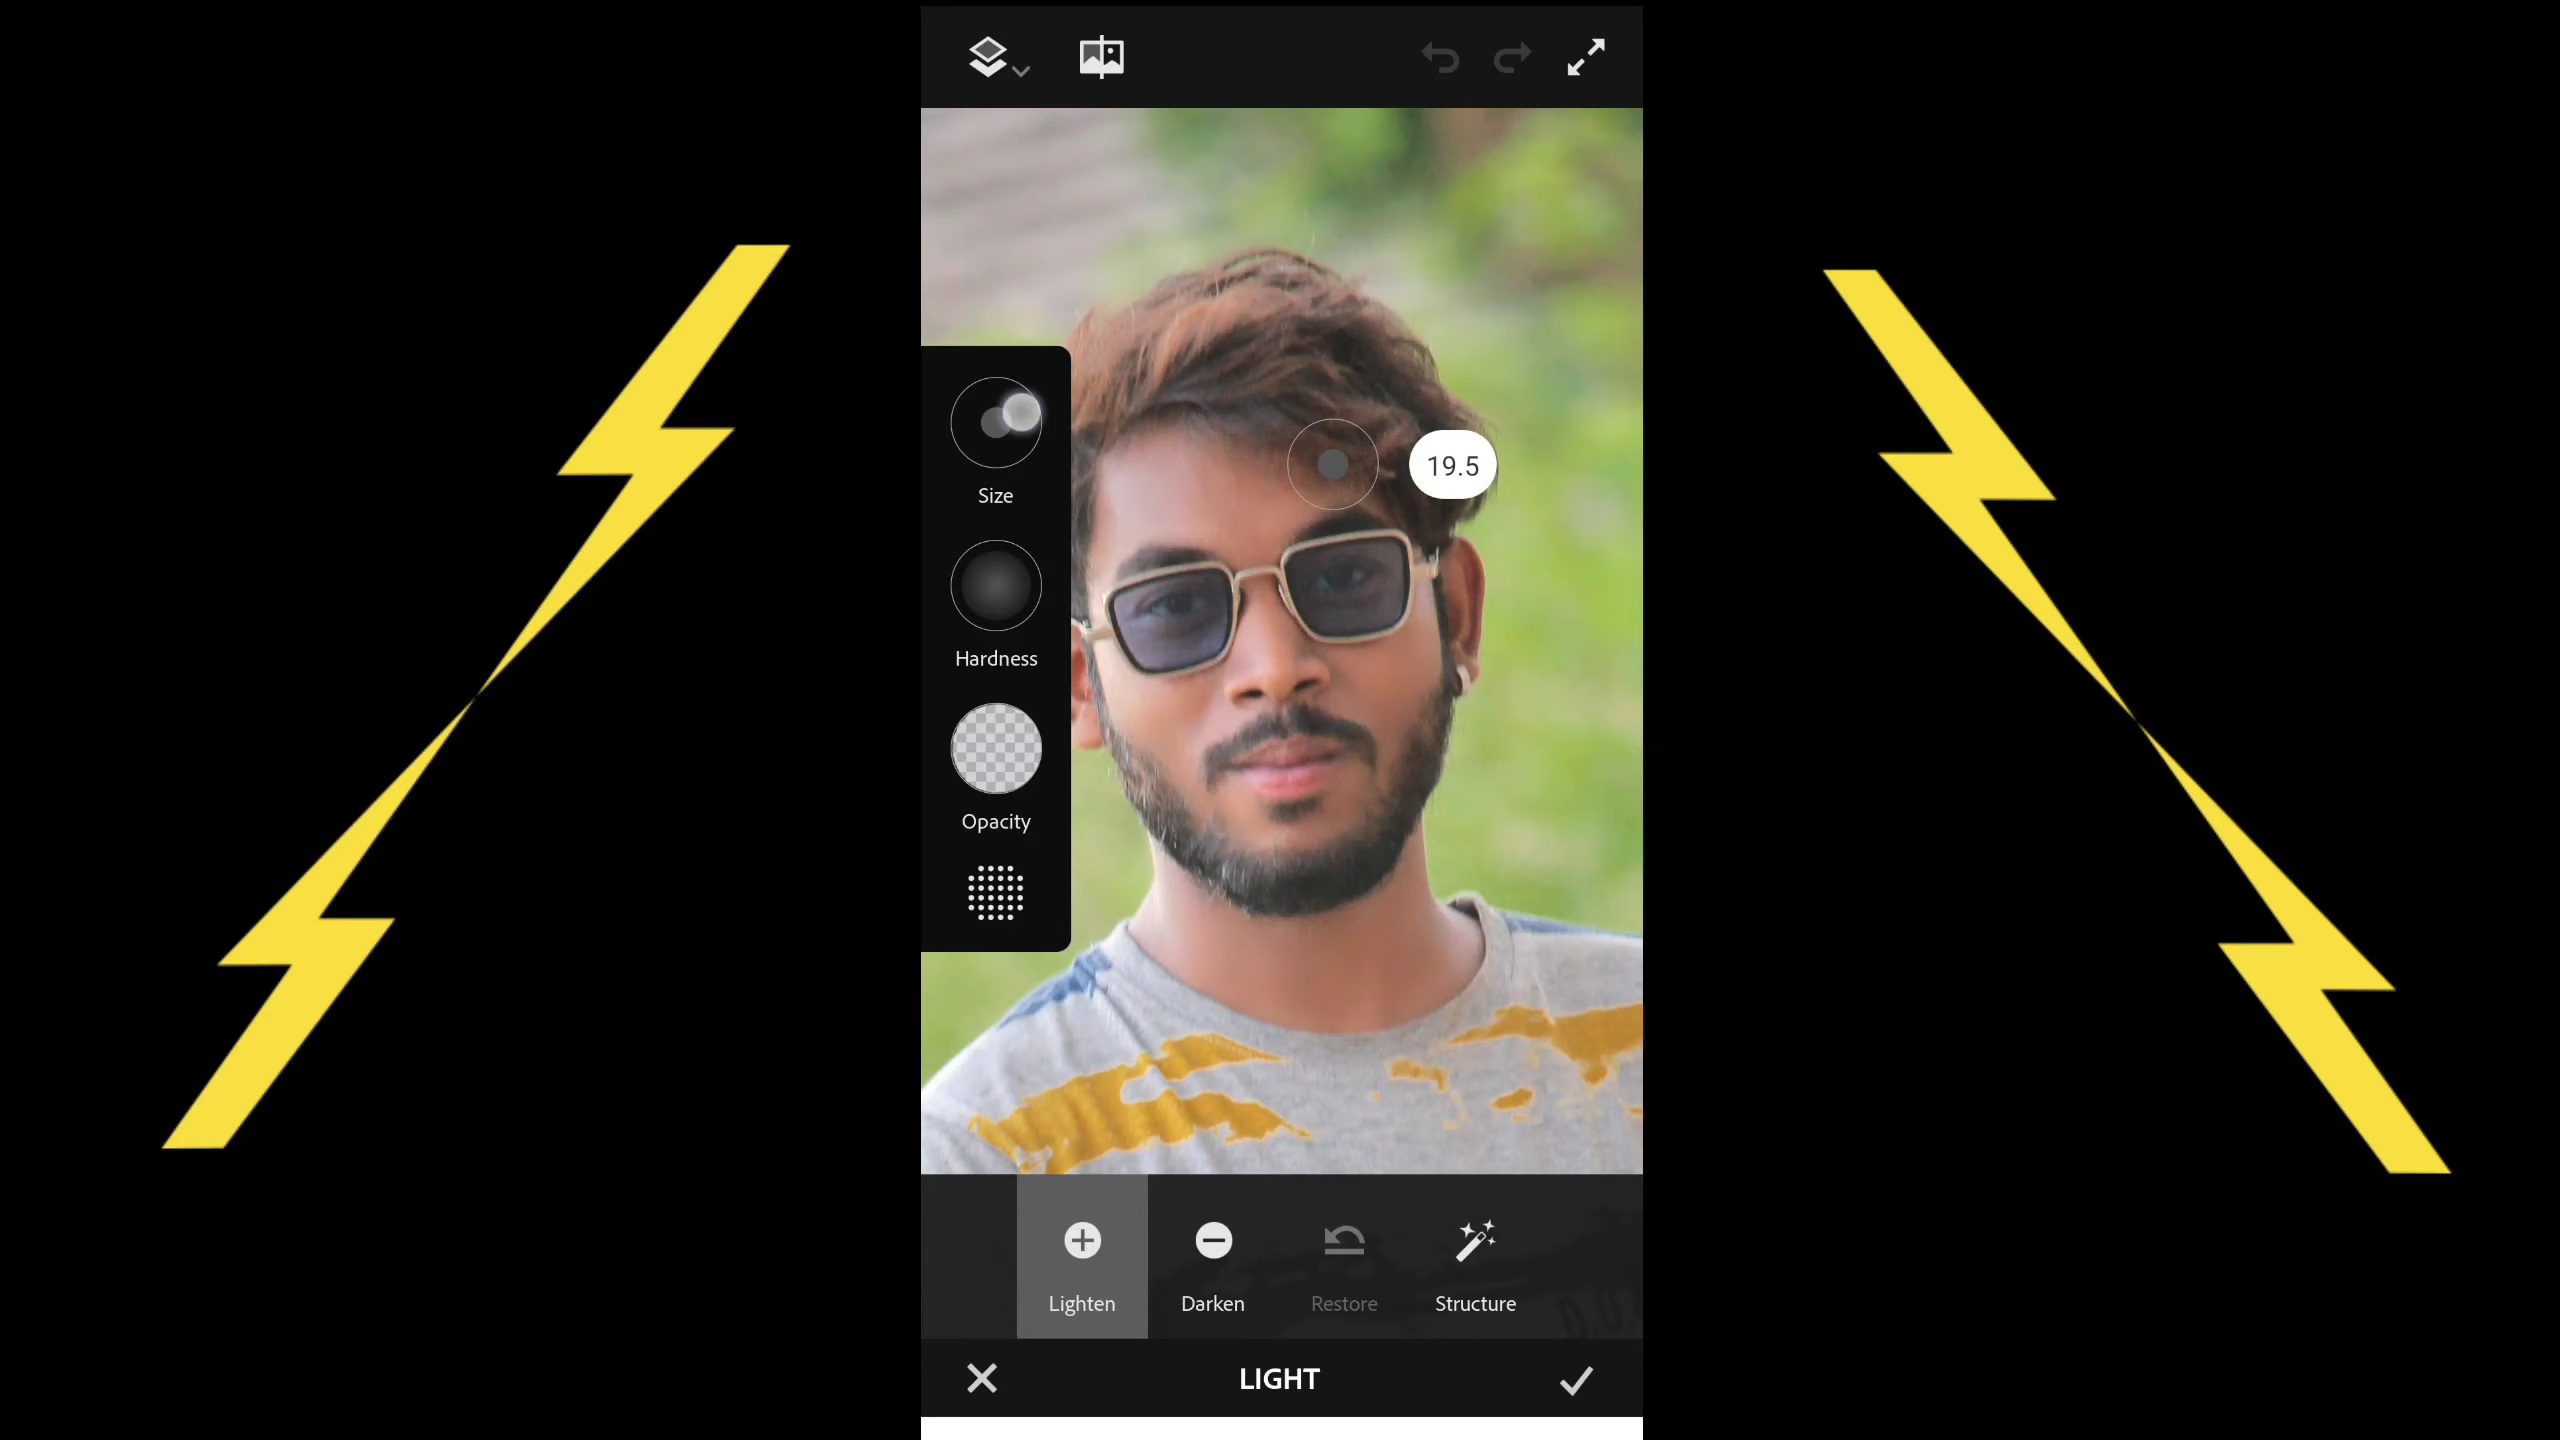 19.5
Size
Hardness
Opacity
Lighten
Darken
Restore
Structure
LIGHT